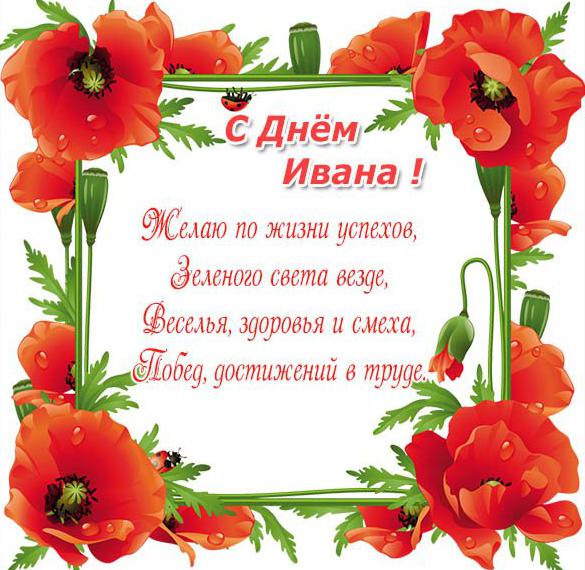 С Днём
Ивана !
Желаю по жизни успехов,
Зеленого света везде,
Веселья, здоровья и смеха,
Побед, достижений в труде.